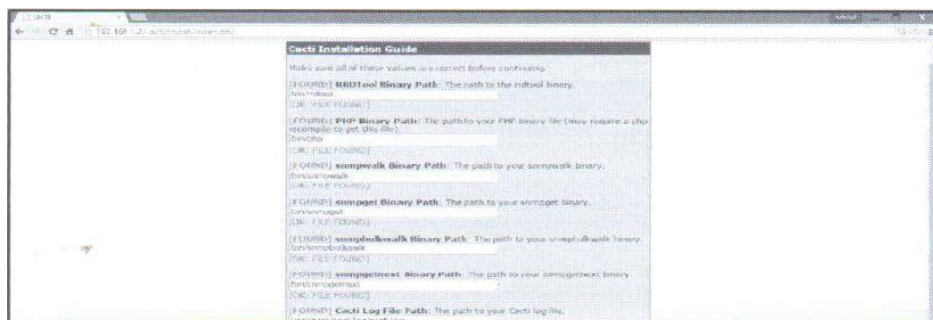 Cacti Installation Guide
Make sure all of these values are correct before continuing.
[FOUND] RRDTool Binary Path: The path to the rrdtool binary.
/bin/rrdtool
[OK: FILE FOUND]
[FOUND] PHP Binary Path: The path to your PHP binary file (may require a php
recompile to get this file).
/bin/php
[OK: FILE FOUND]
[FOUND] snmpwalk Binary Path: The path to your snmpwalk binary.
/bin/snmpwalk
[OK: FILE FOUND]
[FOUND] snmpget Binary Path: The path to your snmpget binary.
/bin/snmpget
[OK: FILE FOUND]
[FOUND] snmpbulkwalk Binary Path: The path to your snmpbulkwalk binary.
/bin/snmpbulkwalk
[OK: FILE FOUND]
[FOUND] snmpgetnext Binary Path: The path to your snmpgetnext binary.
/bin/snmpgetnext
[OK: FILE FOUND]
[FOUND] Cacti Log File Path: The path to your Cacti log file.